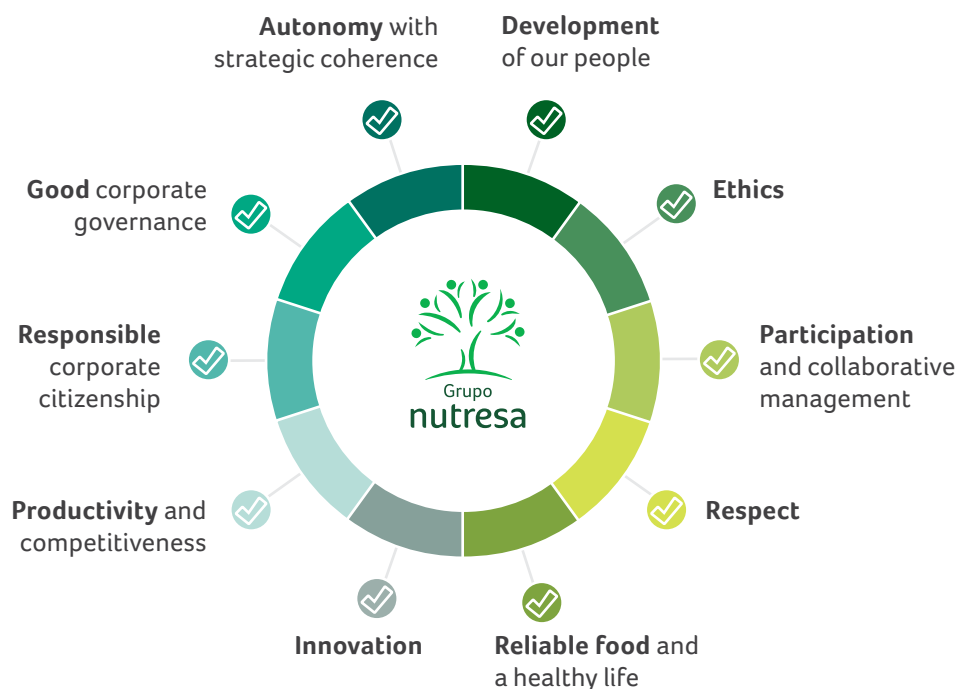 Autonomy with
strategic coherence
Development
of our people
Good corporate
governance
Ethics
Responsible
corporate
citizenship
Participation
and collaborative
management
Grupo
nutresa
Productivity and
competitiveness
Respect
Innovation
Reliable food and
a healthy life